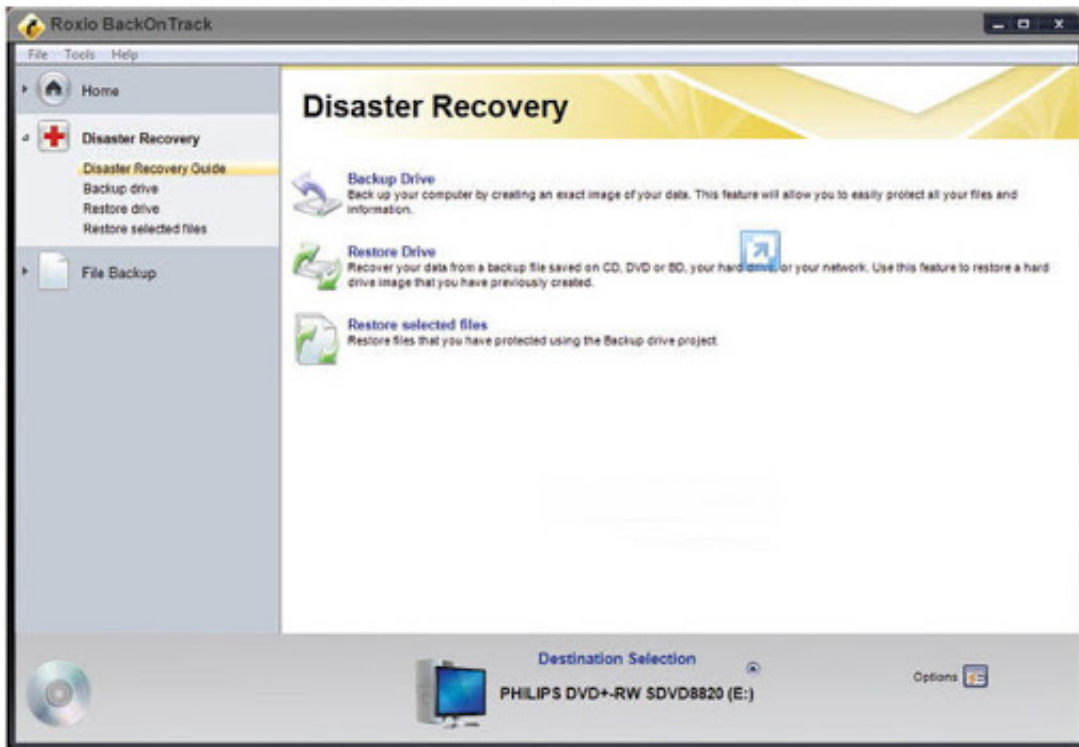 Roxio BackOnTrack
File Tools Help
Home
Disaster Recovery
Disaster Recovery Guide
Backup drive
Restore drive
Restore selected files
File Backup
Disaster Recovery
Backup Drive
Back up your computer by creating an exact image of your data. This feature will allow you to easily protect all your files and
information.
Restore Drive
Recover your data from a backup file saved on CD, DVD or BD, your hard drive, or your network. Use this feature to restore a hard
drive image that you have previously created.
Restore selected files
Restore files that you have protected using the Backup drive project.
Destination Selection
PHILIPS DVD+-RW SDVD8820 (E:)
Options